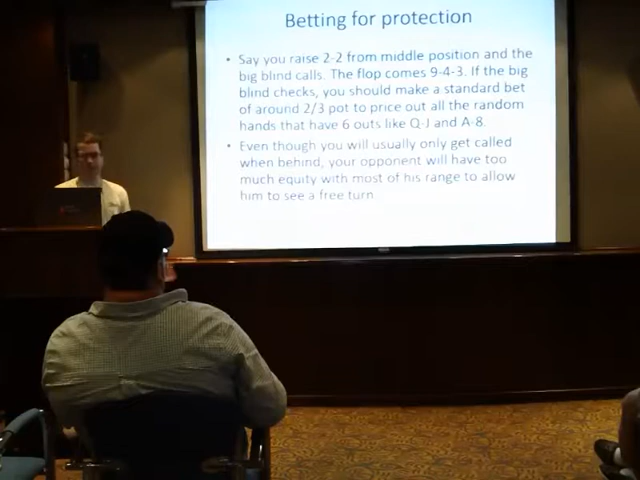 Betting for protection
• Say you raise 2-2 from middle position and the
big blind calls. The flop comes 9-4-3. If the big
blind checks, you should make a standard bet
of around 2/3 pot to price out all the random
hands that have 6 outs like Q-J and A-8.
• Even though you will usually only get called
when behind, your opponent will have too
much equity with most of his range to allow
him to see a free turn.